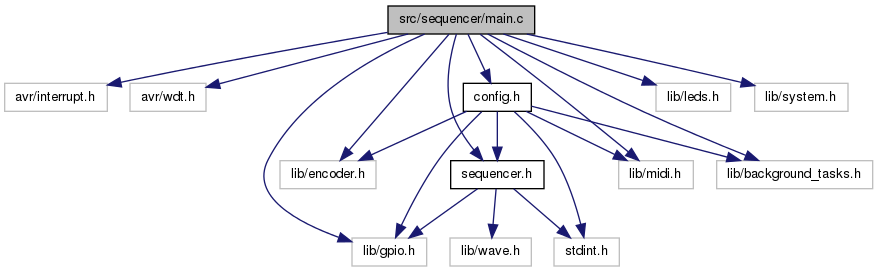 src/sequencer/main.c
avr/interrupt.h
avr/wdt.h
config.h
lib/leds.h
lib/system.h
lib/encoder.h
sequencer.h
lib/midi.h
lib/background_tasks.h
lib/gpio.h
lib/wave.h
stdint.h